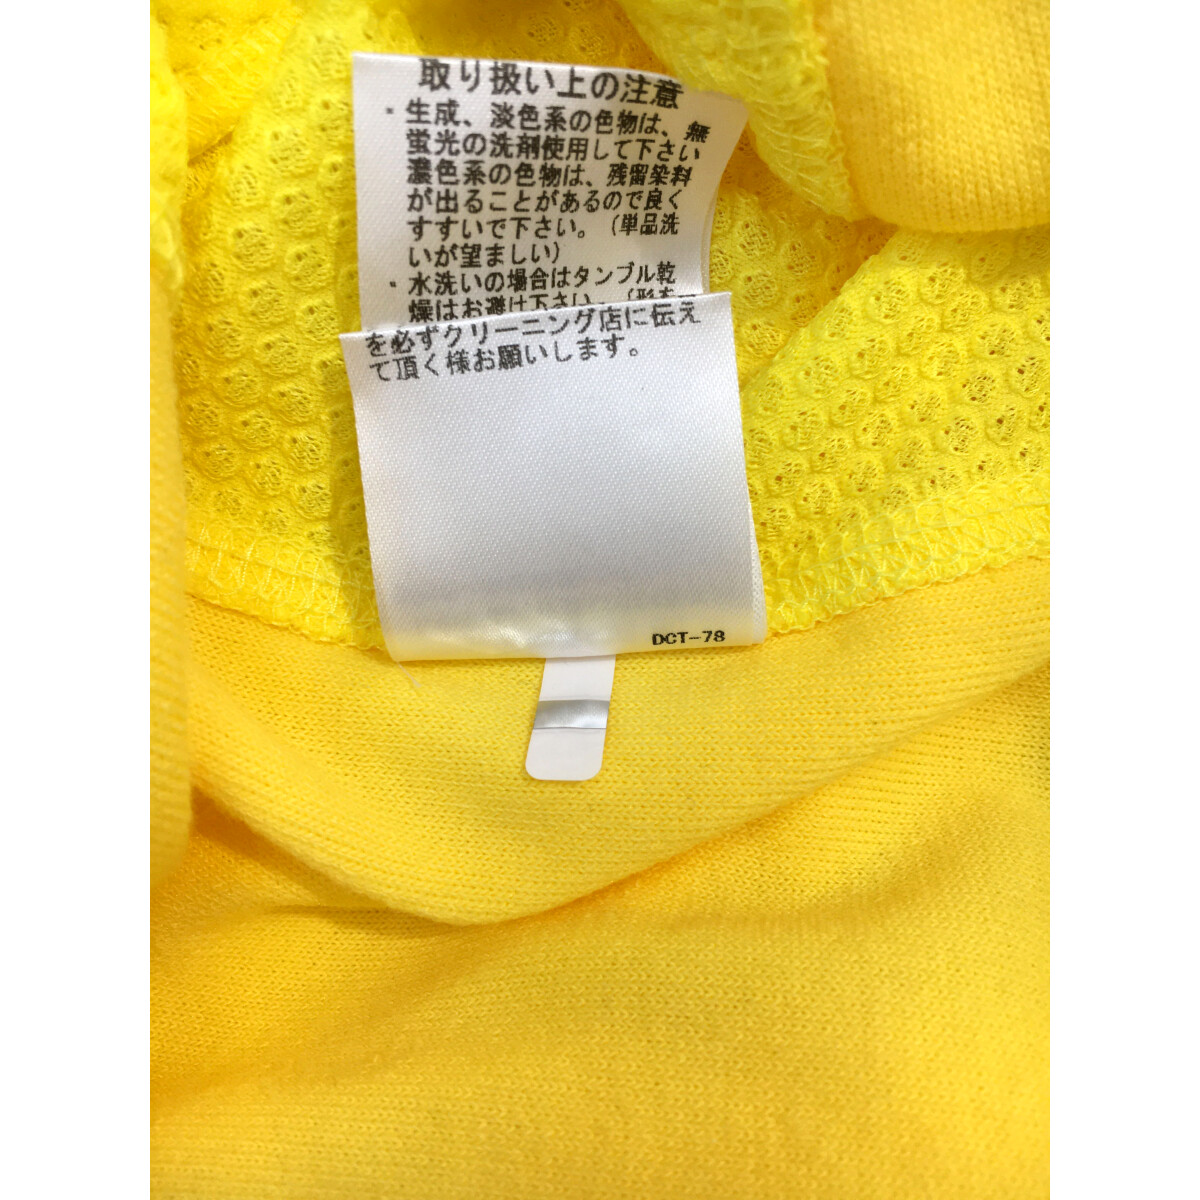 取り扱い上の注意
・生成、淡色系の色物は、無
蛍光の洗剤使用して下さい
濃色系の色物は、残留染料
が出ることがあるので良く
すすいで下さい。(単品洗
いが望ましい)
・水洗いの場合はタンブル乾
燥はお避け下さい。(形を
を必ずクリーニング店に伝え
て頂く様お願いします。
DCT-78